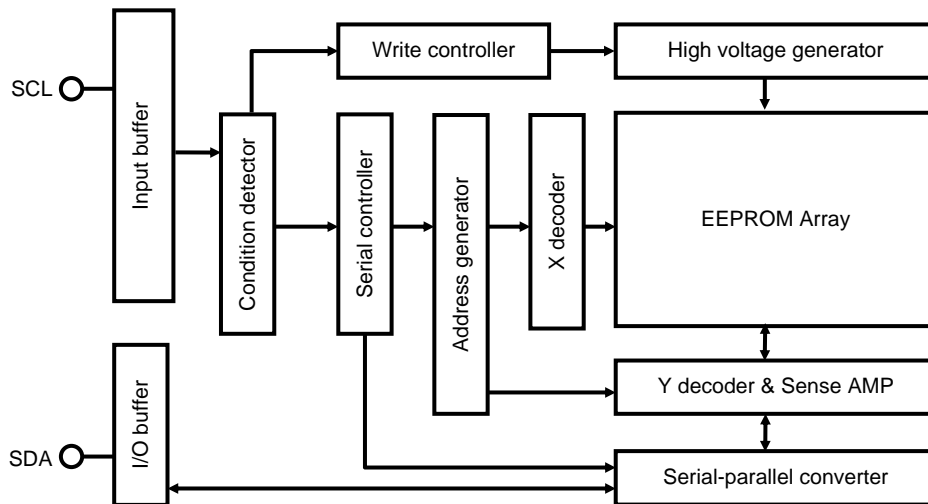 Write controller
High voltage generator
SCL
Input buffer
Condition detector
Serial controller
Address generator
X decoder
EEPROM Array
I/O buffer
Y decoder & Sense AMP
SDA
Serial-parallel converter